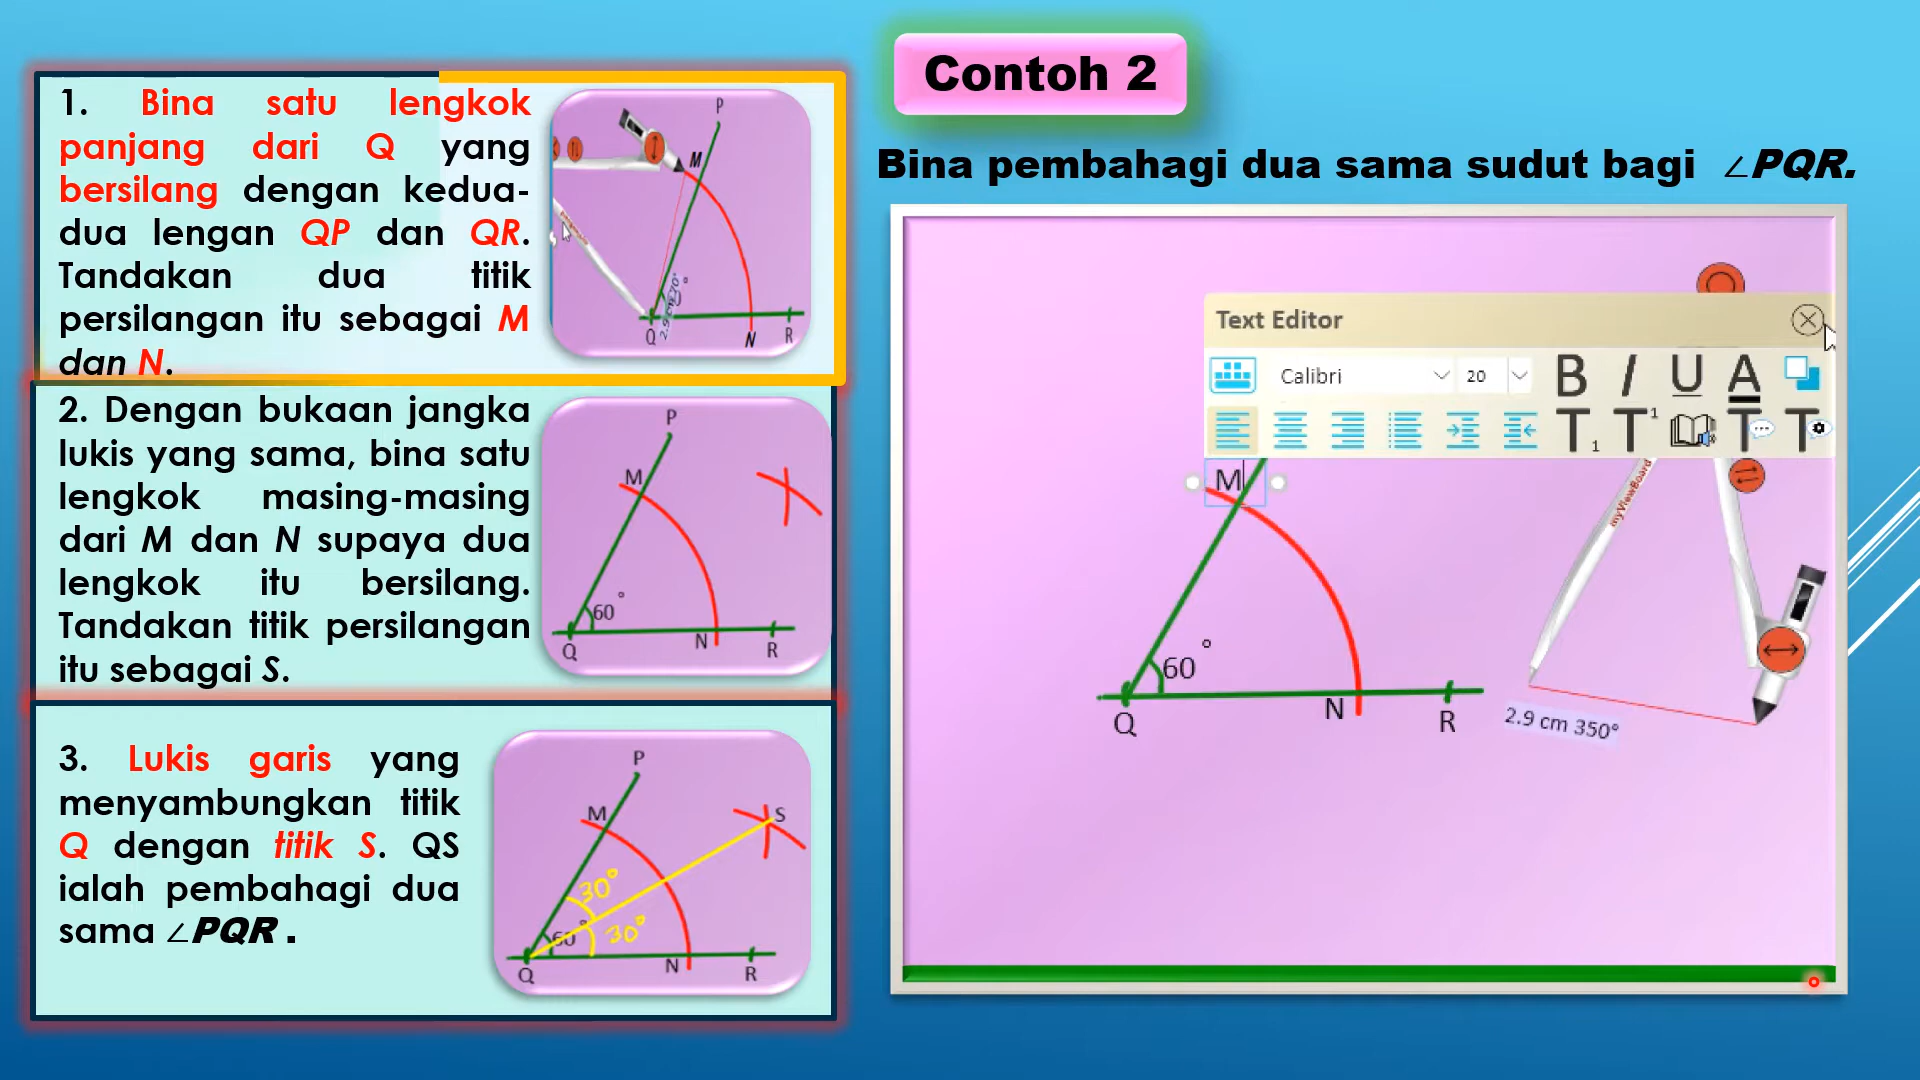 Contoh 2
Bina pembahagi dua sama sudut bagi ∠PQR.
1. Bina satu lengkok
panjang dari Q yang
bersilang dengan kedua-
dua lengan QP dan QR.
Tandakan dua titik
persilangan itu sebagai M
dan N.
P
M
Q
N
R
2. Dengan bukaan jangka
lukis yang sama, bina satu
lengkok masing-masing
dari M dan N supaya dua
lengkok itu bersilang.
Tandakan titik persilangan
itu sebagai S.
P
M
60°
Q
N
R
3. Lukis garis yang
menyambungkan titik
Q dengan titik S. QS
ialah pembahagi dua
sama ∠PQR .
P
M
S
30°
60°
30°
Q
N
R
Text Editor
Calibri
20
B I U A
T₁ T¹ T T
M
myViewBoard
60°
Q
N
R
2.9 cm 350°